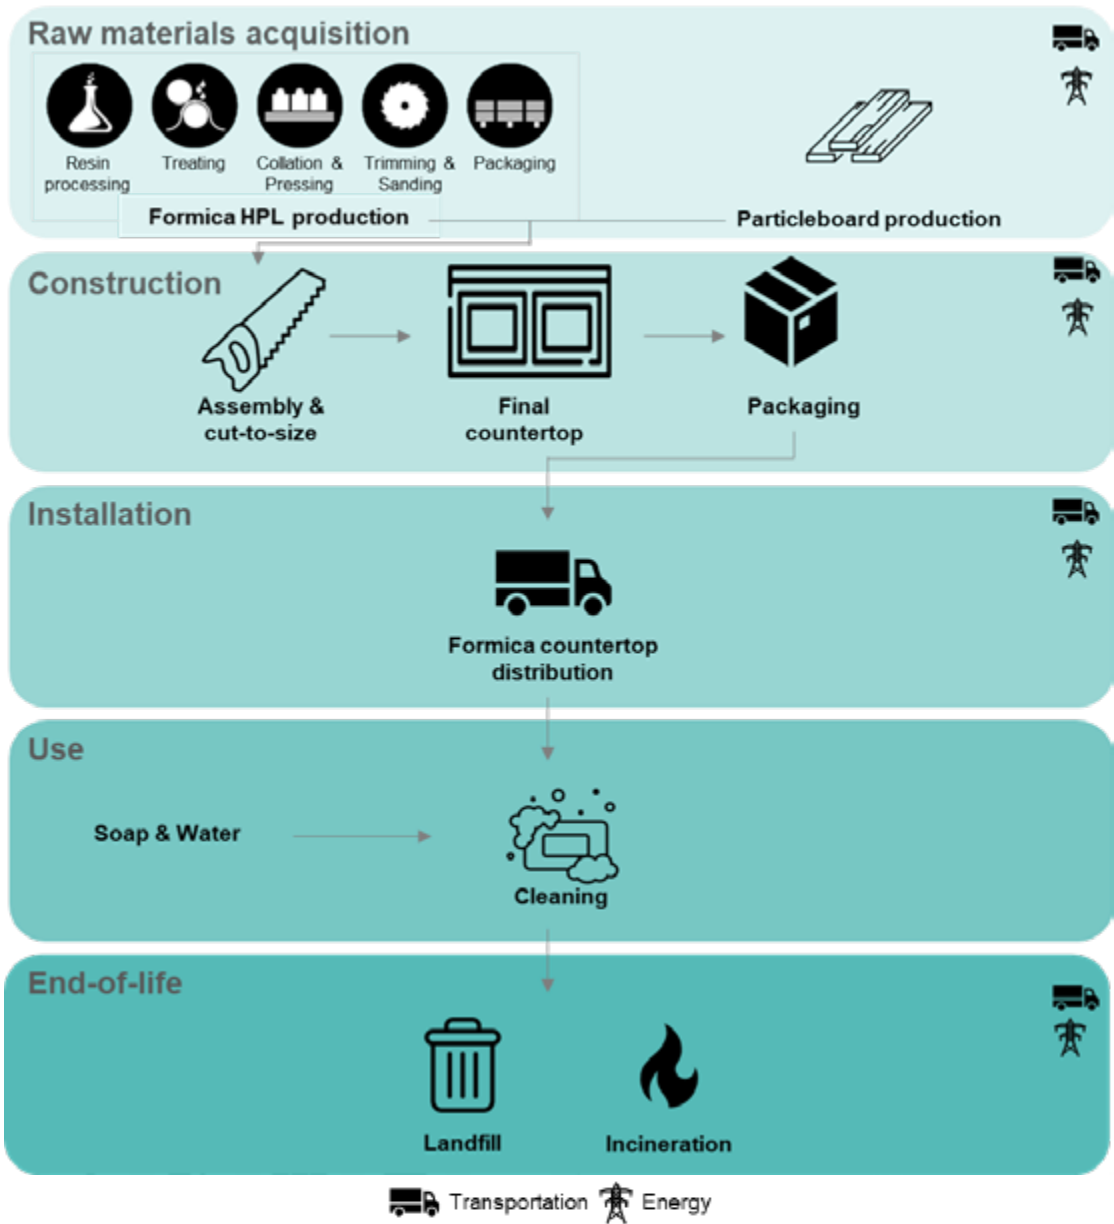 Raw materials acquisition
Resin
processing
Treating
Collation &
Pressing
Trimming &
Sanding
Packaging
Formica HPL production
Particleboard production
Construction
Assembly &
cut-to-size
Final
countertop
Packaging
Installation
Formica countertop
distribution
Use
Soap & Water
Cleaning
End-of-life
Landfill
Incineration
Transportation
Energy